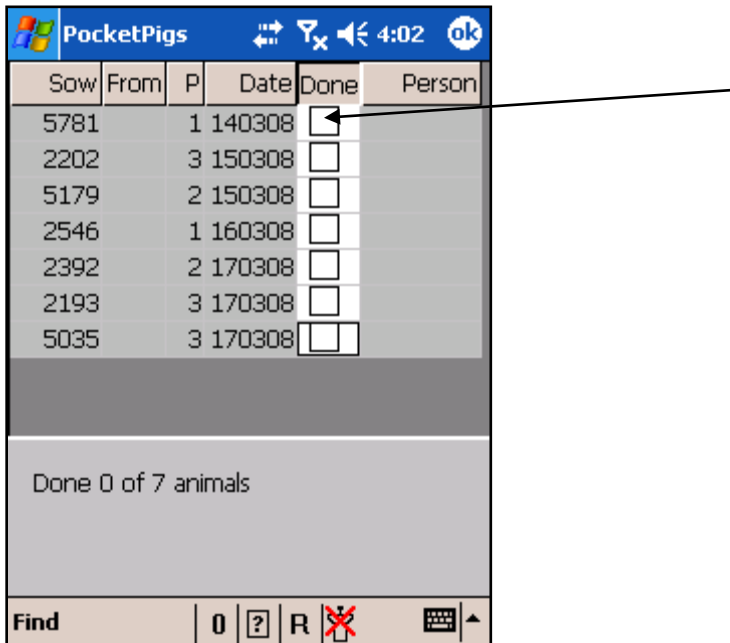 PocketPigs 4:02 ok
Sow From P Date Done Person
5781 1 140308
2202 3 150308
5179 2 150308
2546 1 160308
2392 2 170308
2193 3 170308
5035 3 170308
Done 0 of 7 animals
Find 0 ? R